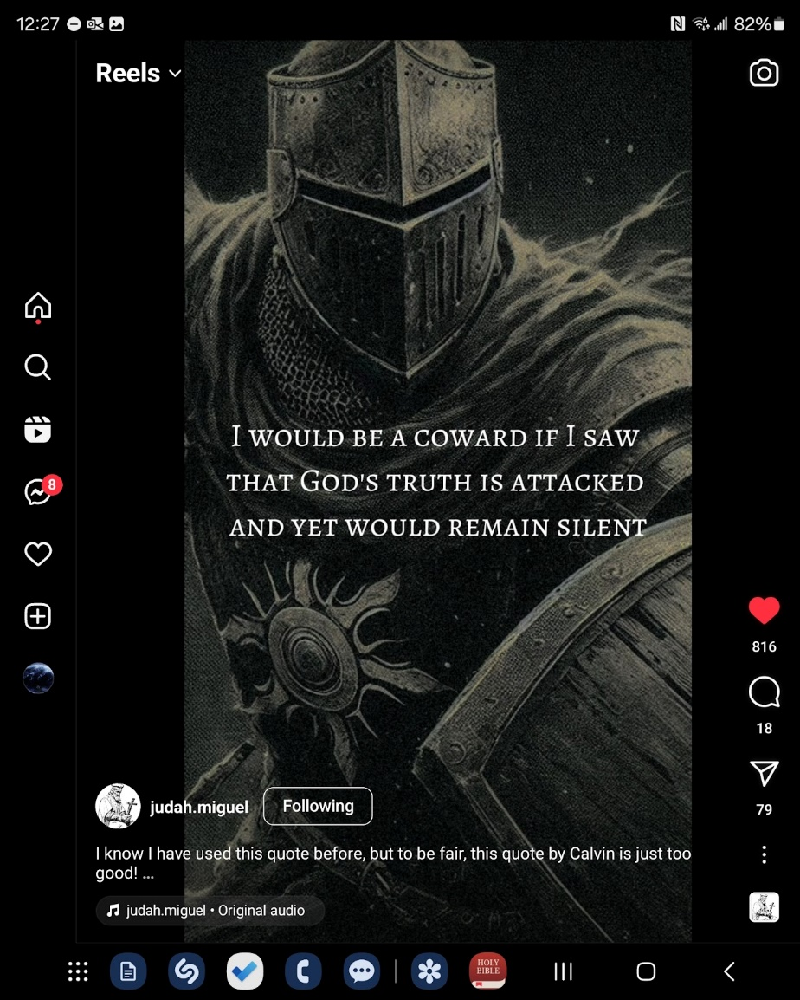 12:27
82%
Reels
I WOULD BE A COWARD IF I SAW
THAT GOD'S TRUTH IS ATTACKED
AND YET WOULD REMAIN SILENT
8
816
18
79
judah.miguel Following
I know I have used this quote before, but to be fair, this quote by Calvin is just too
good! ...
judah.miguel • Original audio
HOLY
BIBLE